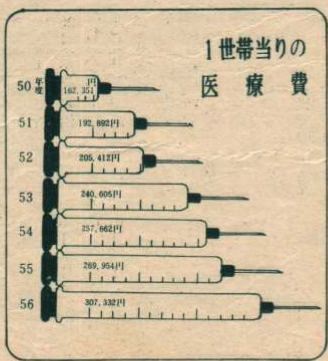 1世帯当りの
医療費
50年度 162,351円
51 192,892円
52 205,412円
53 240,605円
54 257,662円
55 269,954円
56 307,332円